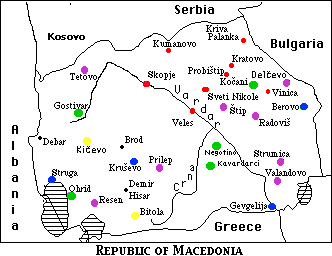 Serbia
Kosovo
Kriva
Palanka
Kumanovo
Bulgaria
Kratovo
Tetovo
Probištip
Skopje
Kočani
Delčevo
Vinica
Gostivar
Vardar
Sveti Nikole
Štip
Berovo
Veles
Radoviš
Albania
Debar
Brod
Kičevo
Negotino
Kavardarci
Strumica
Kruševo
Prilep
Struga
Valandovo
Crna
Ohrid
Demir
Hisar
Resen
Bitola
Gevgelija
Greece
REPUBLIC OF MACEDONIA